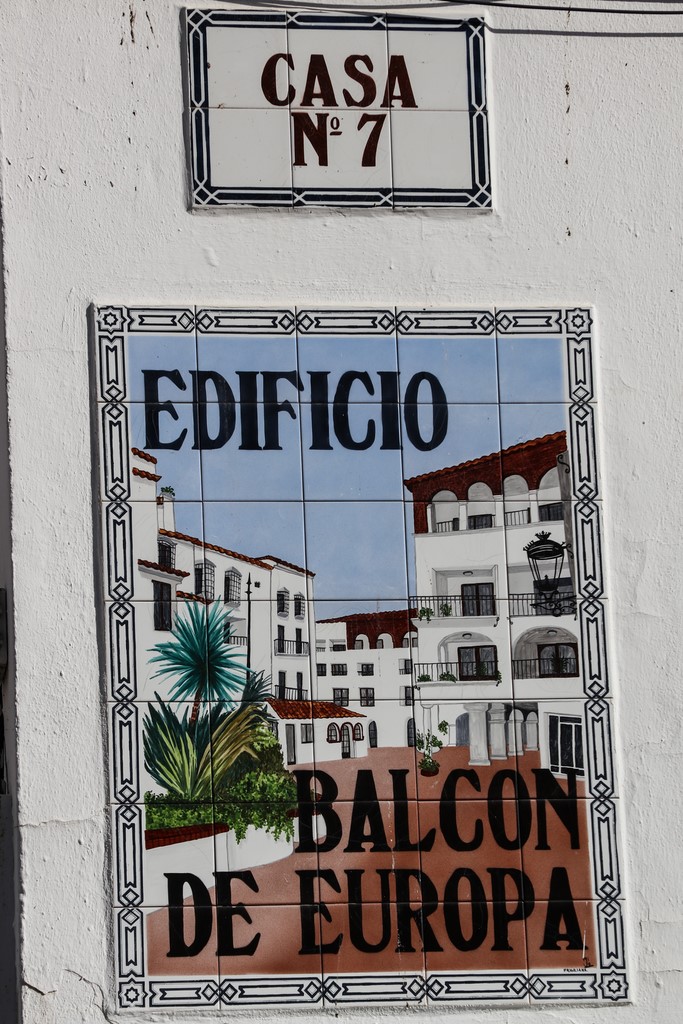 CASA
Nº 7
EDIFICIO
BALCON
DE EUROPA